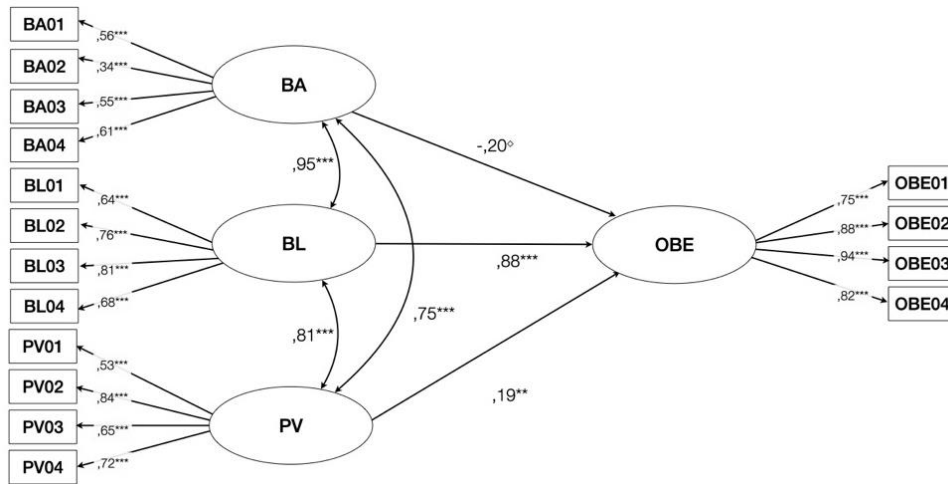 BA01
,56***
BA02
,34***
BA03
,55***
BA04
,61***
BA
-,20°
,95***
BL01
,64***
BL02
,76***
BL03
,81***
BL04
,68***
BL
,88***
,75***
,81***
PV01
,53***
PV02
,84***
PV03
,65***
PV04
,72***
PV
,19**
OBE
OBE01
,75***
OBE02
,88***
OBE03
,94***
OBE04
,82***